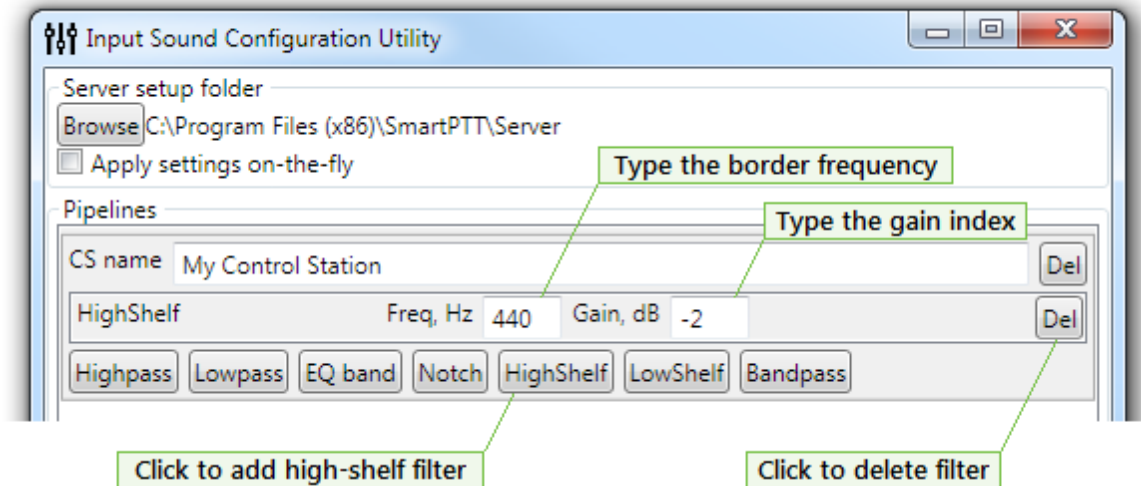 Input Sound Configuration Utility
Server setup folder
Browse C:\Program Files (x86)\SmartPTT\Server
Apply settings on-the-fly
Type the border frequency
Pipelines
Type the gain index
CS name My Control Station Del
HighShelf Freq, Hz 440 Gain, dB -2 Del
Highpass Lowpass EQ band Notch HighShelf LowShelf Bandpass
Click to add high-shelf filter Click to delete filter